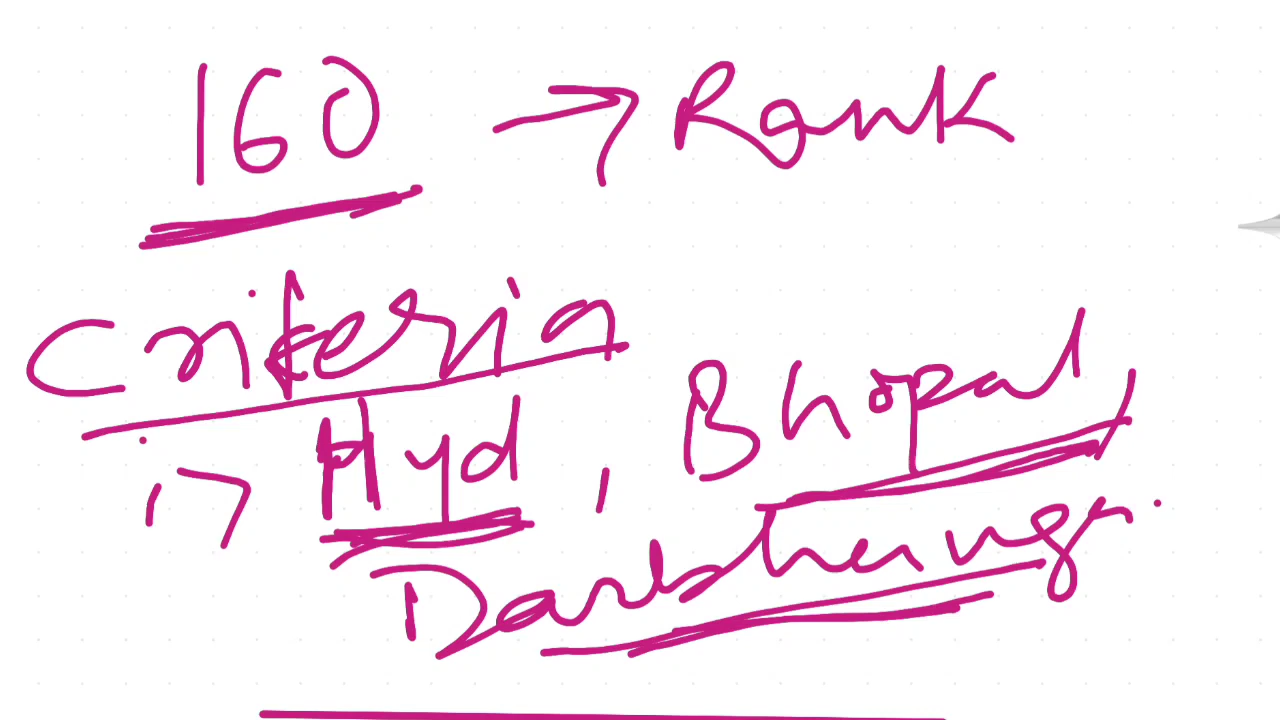 160 → Rank
Criteria
i> Hyd, Bhopal,
Darbhanga.